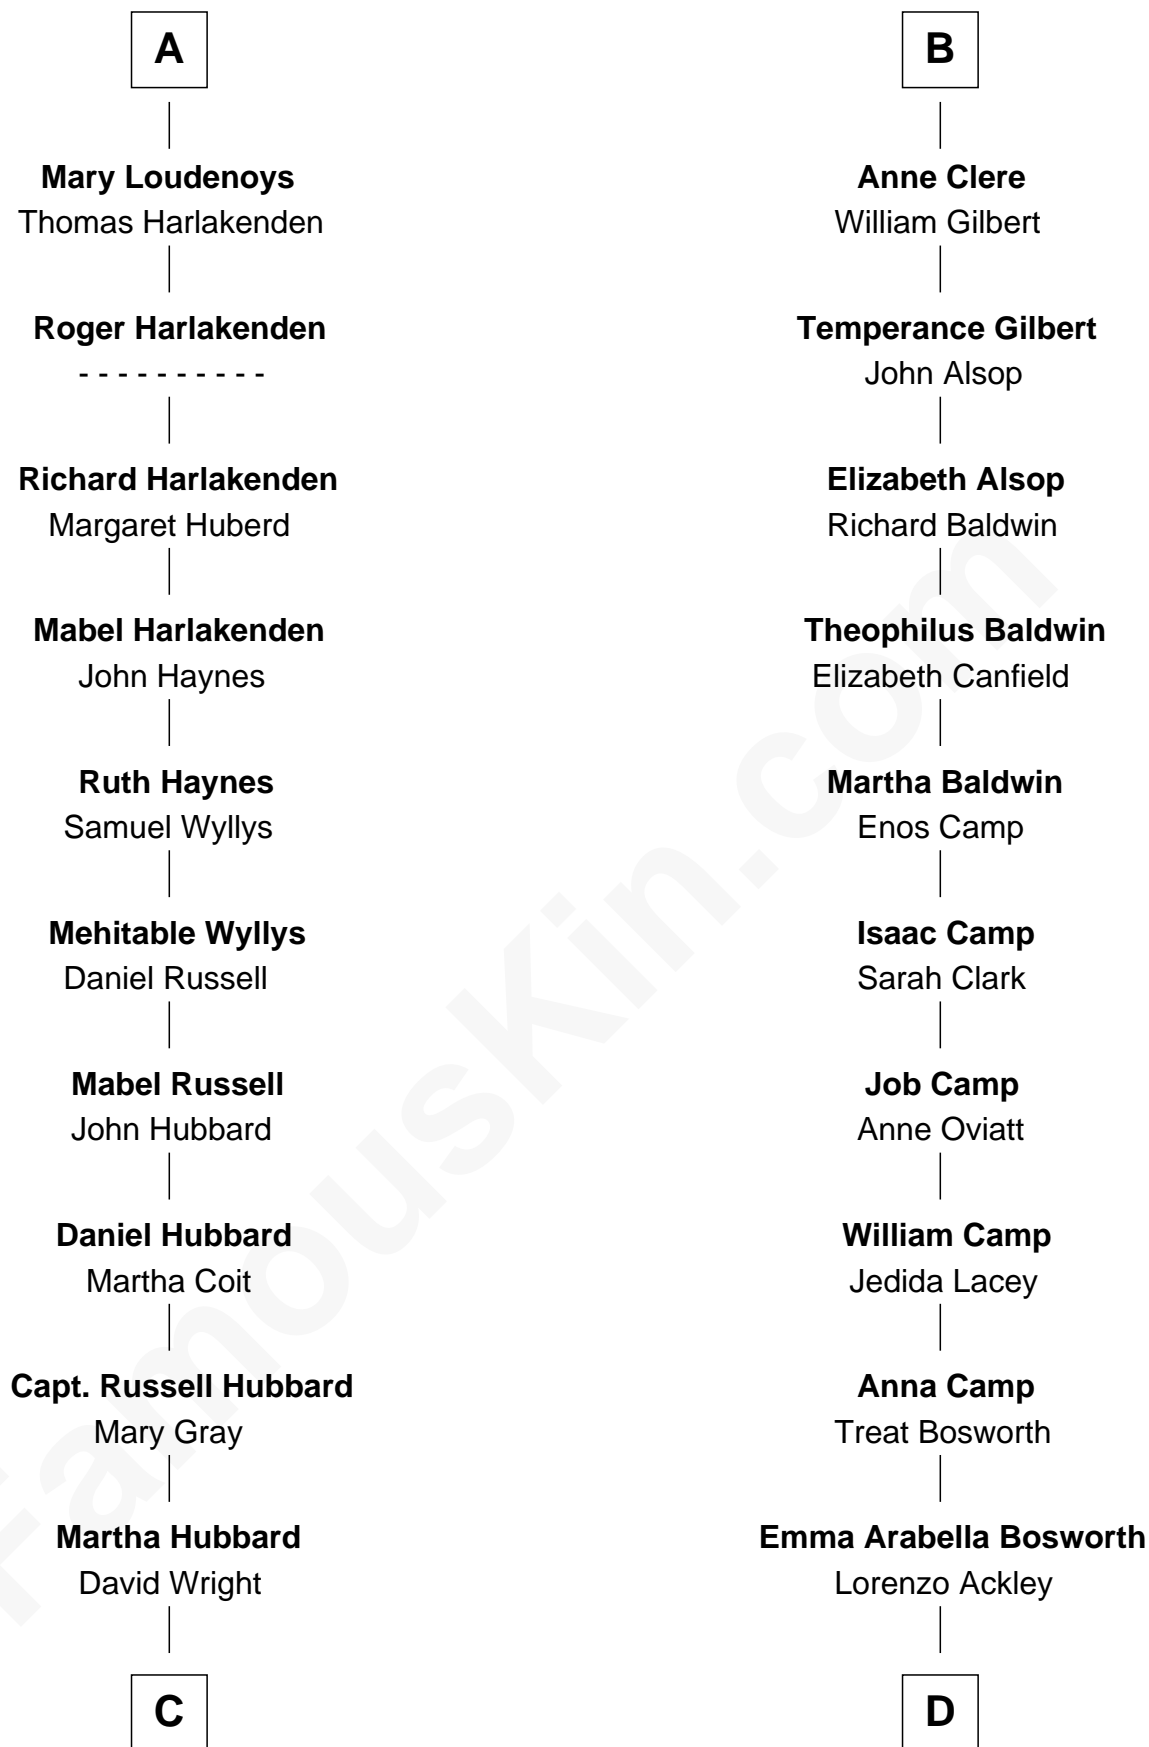 A
Mary Loudenoys
Thomas Harlakenden
Roger Harlakenden
- - - - - - - - - -
Richard Harlakenden
Margaret Huberd
Mabel Harlakenden
John Haynes
Ruth Haynes
Samuel Wyllys
Mehitable Wyllys
Daniel Russell
Mabel Russell
John Hubbard
Daniel Hubbard
Martha Coit
Capt. Russell Hubbard
Mary Gray
Martha Hubbard
David Wright
C
B
Anne Clere
William Gilbert
Temperance Gilbert
John Alsop
Elizabeth Alsop
Richard Baldwin
Theophilus Baldwin
Elizabeth Canfield
Martha Baldwin
Enos Camp
Isaac Camp
Sarah Clark
Job Camp
Anne Oviatt
William Camp
Jedida Lacey
Anna Camp
Treat Bosworth
Emma Arabella Bosworth
Lorenzo Ackley
D
FamousKin.com